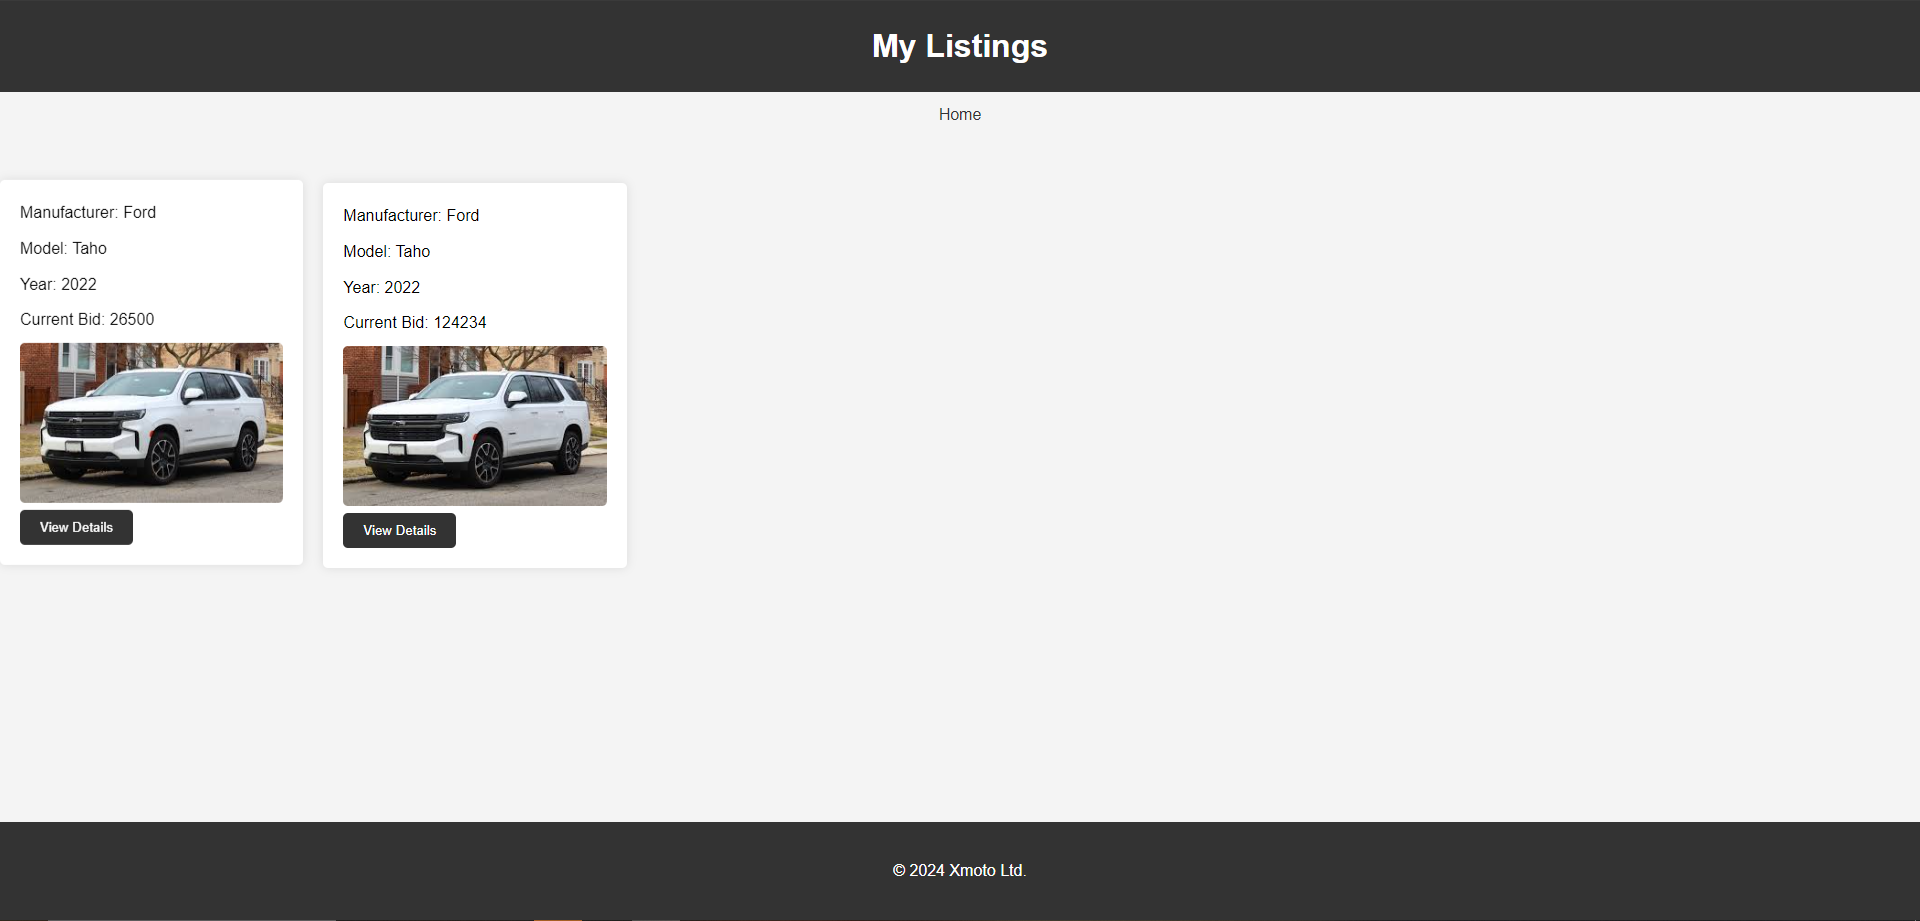 My Listings
Home
Manufacturer: Ford
Model: Taho
Year: 2022
Current Bid: 26500
View Details
Manufacturer: Ford
Model: Taho
Year: 2022
Current Bid: 124234
View Details
© 2024 Xmoto Ltd.